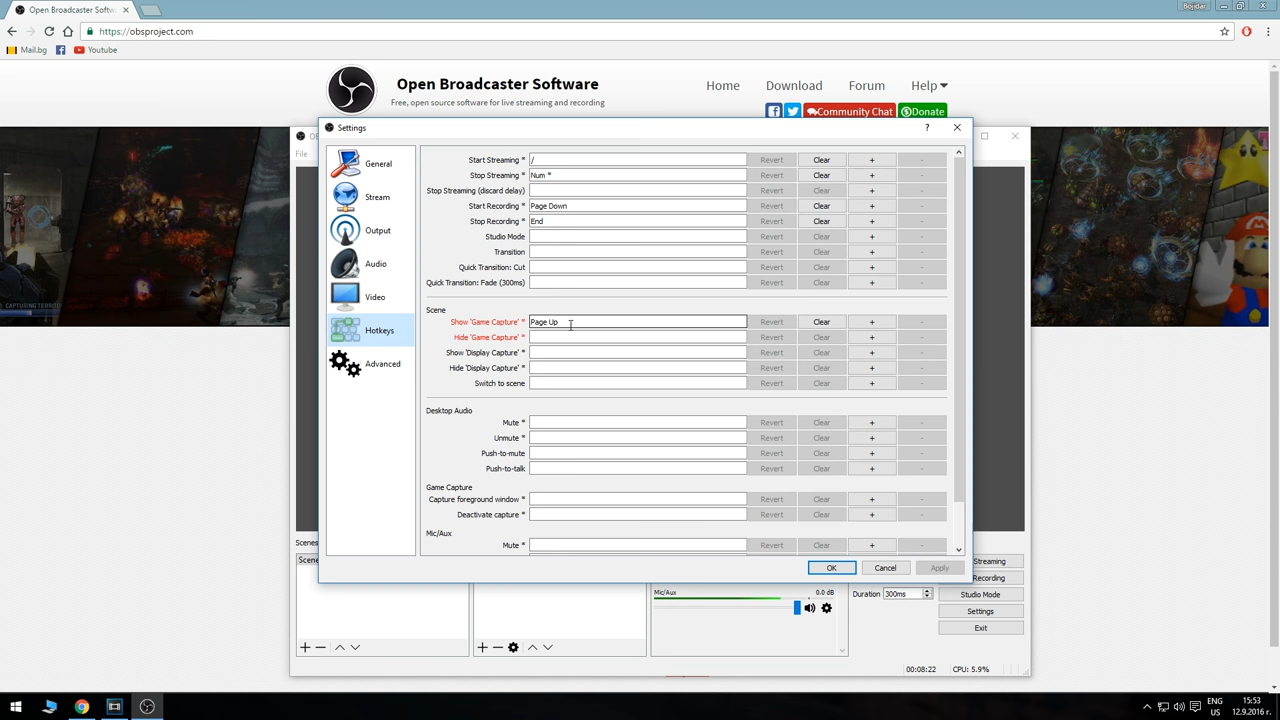 Open Broadcaster Softwar
Bojidar
https://obsproject.com
Mail.bg
Youtube
Open Broadcaster Software
Free, open source software for live streaming and recording
Home
Download
Forum
Help
Community Chat
Donate
Settings
?
File
General
Stream
Output
Audio
Video
Hotkeys
Advanced
Start Streaming * / Revert Clear + -
Stop Streaming * Num * Revert Clear + -
Stop Streaming (discard delay) Revert Clear + -
Start Recording * Page Down Revert Clear + -
Stop Recording * End Revert Clear + -
Studio Mode Revert Clear + -
Transition Revert Clear + -
Quick Transition: Cut Revert Clear + -
Quick Transition: Fade (300ms) Revert Clear + -
Scene
Show 'Game Capture' * Page Up Revert Clear + -
Hide 'Game Capture' * Revert Clear + -
Show 'Display Capture' * Revert Clear + -
Hide 'Display Capture' * Revert Clear + -
Switch to scene Revert Clear + -
Desktop Audio
Mute * Revert Clear + -
Unmute * Revert Clear + -
Push-to-mute Revert Clear + -
Push-to-talk Revert Clear + -
Game Capture
Capture foreground window * Revert Clear + -
Deactivate capture * Revert Clear + -
Mic/Aux
Mute * Revert Clear + -
OK
Cancel
Apply
Scenes
Scene
Streaming
Recording
Mic/Aux
0.0 dB
Duration 300ms
Studio Mode
Settings
Exit
00:08:22
CPU: 5.9%
ENG
US
15:53
12.9.2016 г.